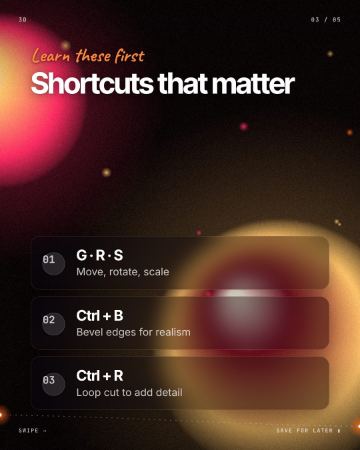 3D
03 / 05
Learn these first
Shortcuts that matter
01
G·R·S
Move, rotate, scale
02
Ctrl + B
Bevel edges for realism
03
Ctrl + R
Loop cut to add detail
SWIPE →
SAVE FOR LATER ▮